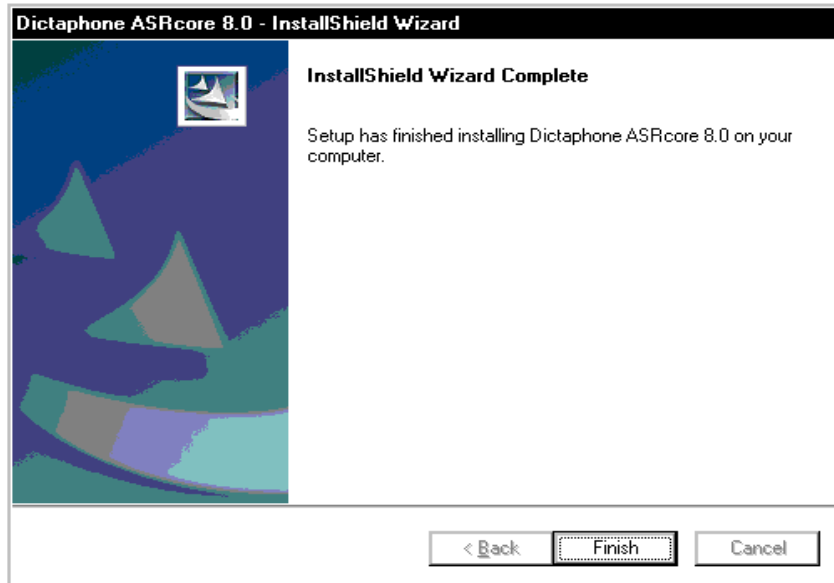 Dictaphone ASRcore 8.0 - InstallShield Wizard
InstallShield Wizard Complete
Setup has finished installing Dictaphone ASRcore 8.0 on your
computer.
< Back Finish Cancel